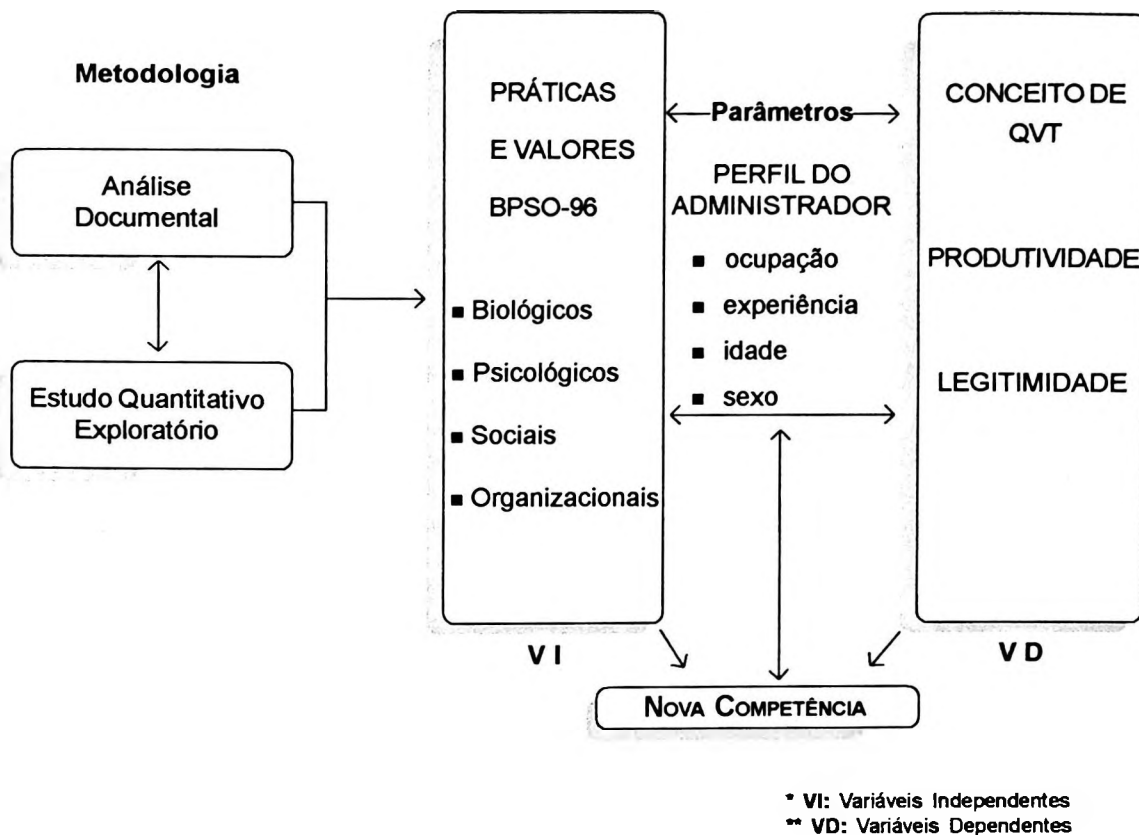 Metodologia
Análise
Documental
Estudo Quantitativo
Exploratório
PRÁTICAS
E VALORES
BPSO-96
■ Biológicos
■ Psicológicos
■ Sociais
■ Organizacionais
V I
Parâmetros
PERFIL DO
ADMINISTRADOR
■ ocupação
■ experiência
■ idade
■ sexo
CONCEITO DE
QVT
PRODUTIVIDADE
LEGITIMIDADE
V D
NOVA COMPETÊNCIA
* VI: Variáveis Independentes
** VD: Variáveis Dependentes